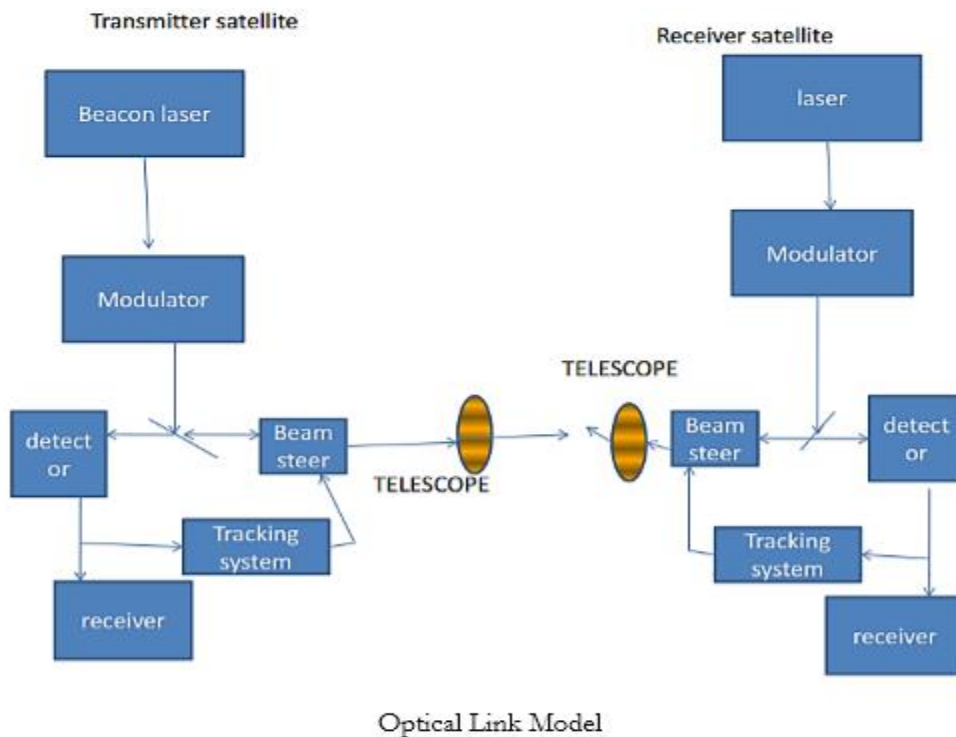 Transmitter satellite
Receiver satellite
Beacon laser
laser
Modulator
Modulator
TELESCOPE
detect
or
Beam
steer
Beam
steer
detect
or
TELESCOPE
Tracking
system
Tracking
system
receiver
receiver
Optical Link Model